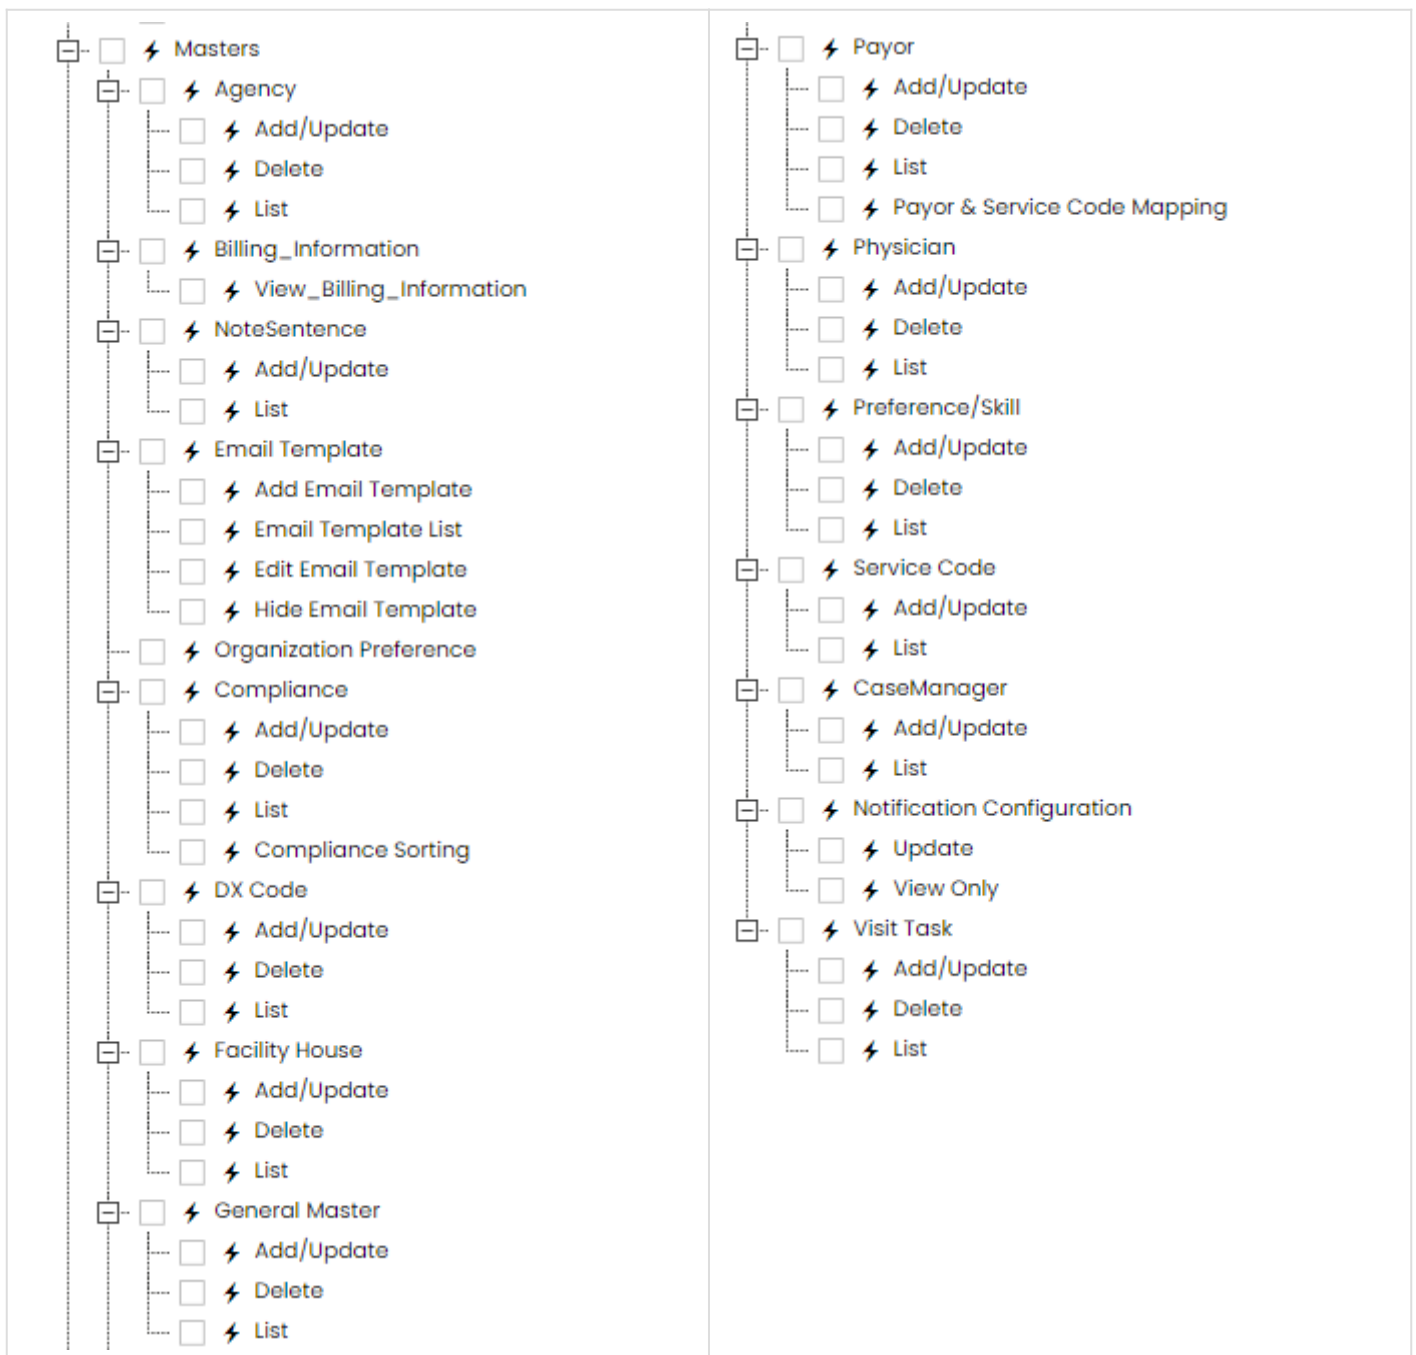 Masters
Agency
Add/Update
Delete
List
Billing_Information
View_Billing_Information
NoteSentence
Add/Update
List
Email Template
Add Email Template
Email Template List
Edit Email Template
Hide Email Template
Organization Preference
Compliance
Add/Update
Delete
List
Compliance Sorting
DX Code
Add/Update
Delete
List
Facility House
Add/Update
Delete
List
General Master
Add/Update
Delete
List
Payor
Add/Update
Delete
List
Payor & Service Code Mapping
Physician
Add/Update
Delete
List
Preference/Skill
Add/Update
Delete
List
Service Code
Add/Update
List
CaseManager
Add/Update
List
Notification Configuration
Update
View Only
Visit Task
Add/Update
Delete
List